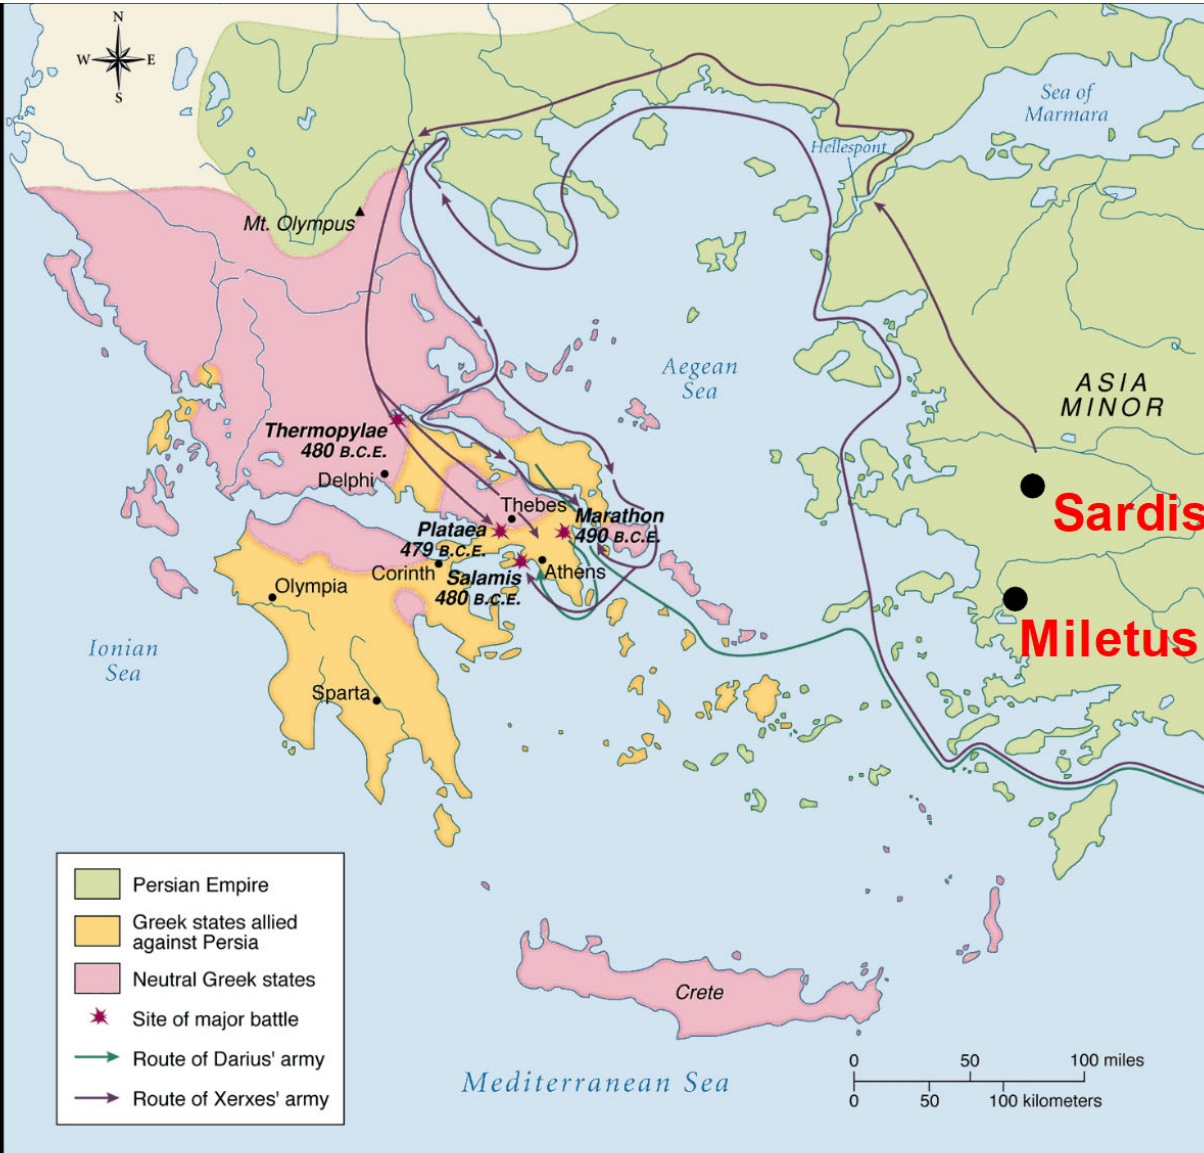 N
W E
S
Sea of
Marmara
Hellespont
Mt. Olympus
Aegean
Sea
ASIA
MINOR
Thermopylae
480 B.C.E.
Delphi
Sardis
Thebes
Marathon
490 B.C.E.
Plataea
479 B.C.E.
Corinth
Salamis
480 B.C.E.
Athens
Olympia
Miletus
Ionian
Sea
Sparta
Persian Empire
Greek states allied
against Persia
Neutral Greek states
Site of major battle
Route of Darius' army
Route of Xerxes' army
Crete
Mediterranean Sea
0 50 100 miles
0 50 100 kilometers